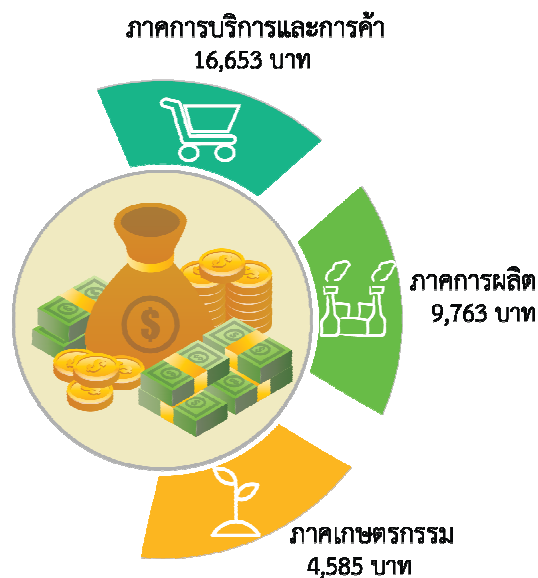 ภาคการบริการและการค้า
16,653 บาท
ภาคการผลิต
9,763 บาท
ภาคเกษตรกรรม
4,585 บาท